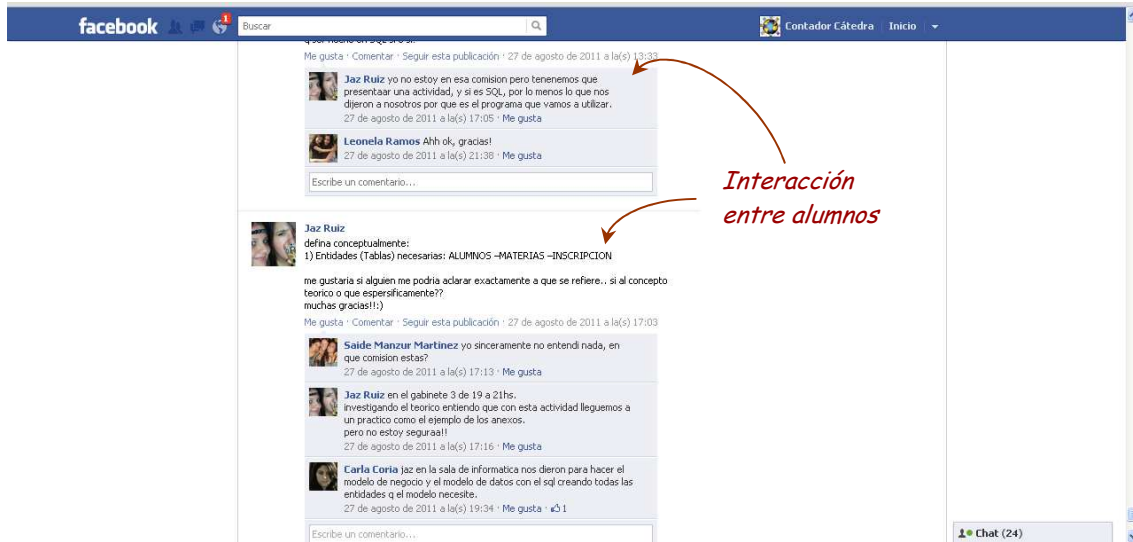 facebook
1
Buscar
Contador Cátedra Inicio
Me gusta · Comentar · Seguir esta publicación · 27 de agosto de 2011 a la(s) 13:33
Jaz Ruiz yo no estoy en esa comision pero tenenemos que
presentaar una actividad, y si es SQL, por lo menos lo que nos
dijeron a nosotros por que es el programa que vamos a utilizar.
27 de agosto de 2011 a la(s) 17:05 · Me gusta
Leonela Ramos Ahh ok, gracias!
27 de agosto de 2011 a la(s) 21:38 · Me gusta
Escribe un comentario...
Interacción
entre alumnos
Jaz Ruiz
defina conceptualmente:
1) Entidades (Tablas) necesarias: ALUMNOS –MATERIAS –INSCRIPCION
me gustaria si alguien me podria aclarar exactamente a que se refiere.. si al concepto
teorico o que espersificamente??
muchas gracias!!:)
Me gusta · Comentar · Seguir esta publicación · 27 de agosto de 2011 a la(s) 17:03
Saide Manzur Martinez yo sinceramente no entendi nada, en
que comision estas?
27 de agosto de 2011 a la(s) 17:13 · Me gusta
Jaz Ruiz en el gabinete 3 de 19 a 21hs.
investigando el teorico entiendo que con esta actividad lleguemos a
un practico como el ejemplo de los anexos.
pero no estoy seguraa!!
27 de agosto de 2011 a la(s) 17:16 · Me gusta
Carla Coria jaz en la sala de informatica nos dieron para hacer el
modelo de negocio y el modelo de datos con el sql creando todas las
entidades q el modelo necesite.
27 de agosto de 2011 a la(s) 19:34 · Me gusta · 1
Escribe un comentario...
Chat (24)